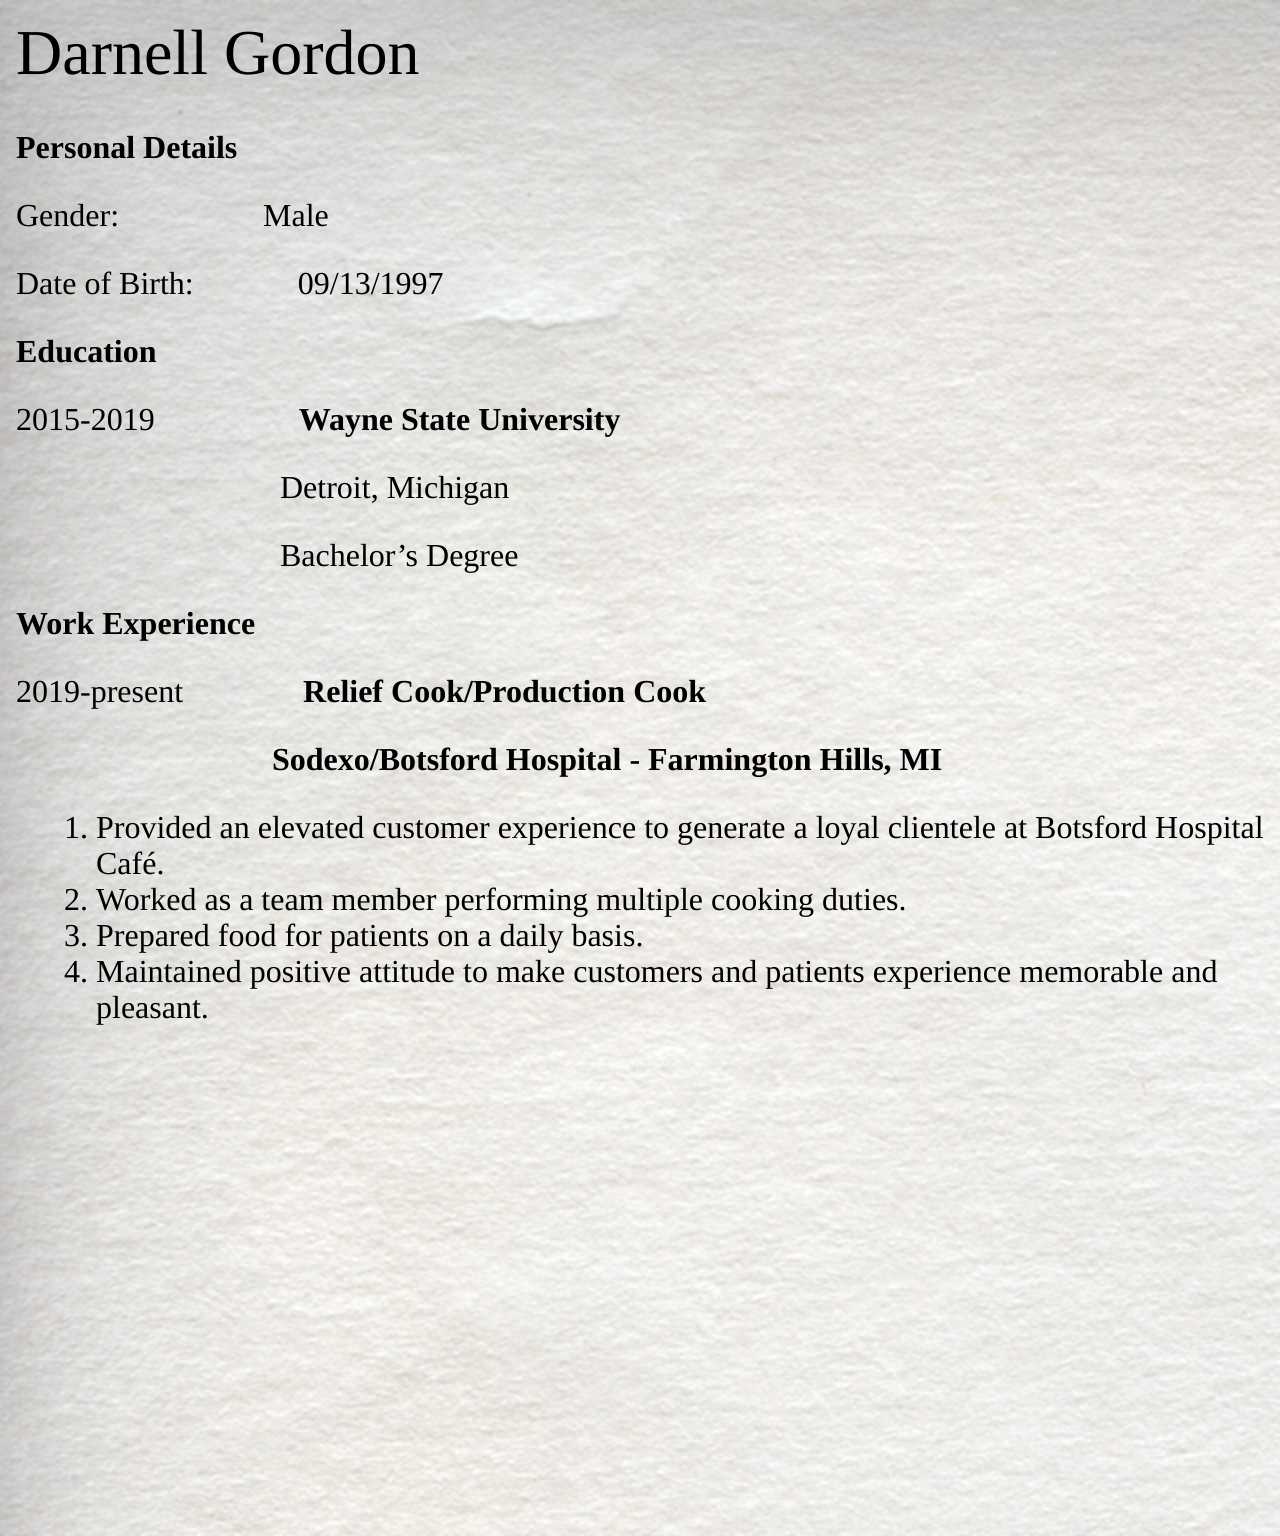 Darnell Gordon
Personal Details
Gender: Male
Date of Birth: 09/13/1997
Education
2015-2019 Wayne State University
Detroit, Michigan
Bachelor’s Degree
Work Experience
2019-present Relief Cook/Production Cook
Sodexo/Botsford Hospital - Farmington Hills, MI
1. Provided an elevated customer experience to generate a loyal clientele at Botsford Hospital
Café.
2. Worked as a team member performing multiple cooking duties.
3. Prepared food for patients on a daily basis.
4. Maintained positive attitude to make customers and patients experience memorable and
pleasant.